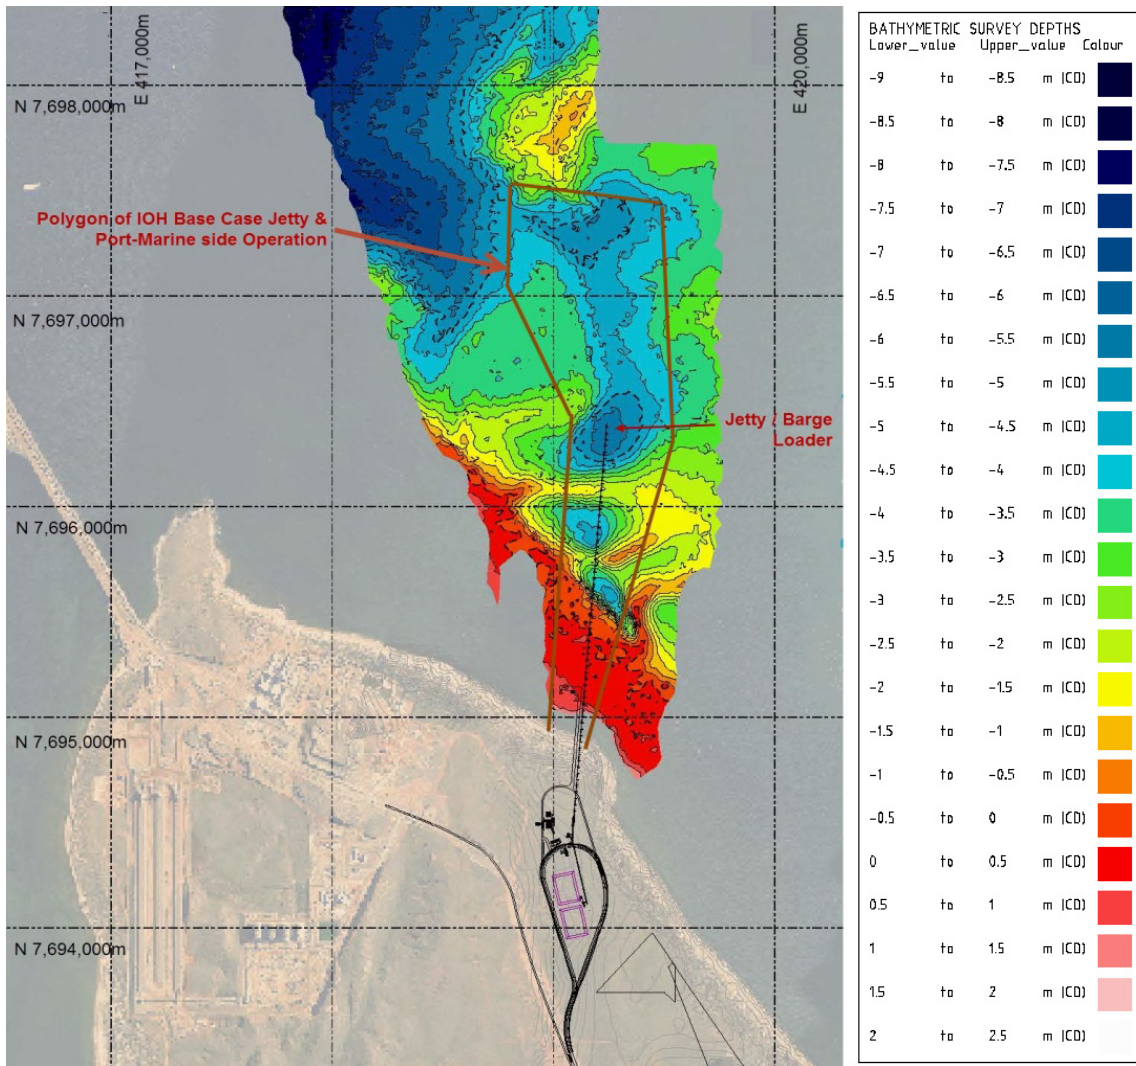 E 417,000m
E 420,000m
N 7,698,000m
Polygon of IOH Base Case Jetty &
Port-Marine side Operation
N 7,697,000m
Jetty / Barge
Loader
N 7,696,000m
N 7,695,000m
N 7,694,000m
BATHYMETRIC SURVEY DEPTHS
Lower_value Upper_value Colour
-9 to -8.5 m (CD)
-8.5 to -8 m (CD)
-8 to -7.5 m (CD)
-7.5 to -7 m (CD)
-7 to -6.5 m (CD)
-6.5 to -6 m (CD)
-6 to -5.5 m (CD)
-5.5 to -5 m (CD)
-5 to -4.5 m (CD)
-4.5 to -4 m (CD)
-4 to -3.5 m (CD)
-3.5 to -3 m (CD)
-3 to -2.5 m (CD)
-2.5 to -2 m (CD)
-2 to -1.5 m (CD)
-1.5 to -1 m (CD)
-1 to -0.5 m (CD)
-0.5 to 0 m (CD)
0 to 0.5 m (CD)
0.5 to 1 m (CD)
1 to 1.5 m (CD)
1.5 to 2 m (CD)
2 to 2.5 m (CD)